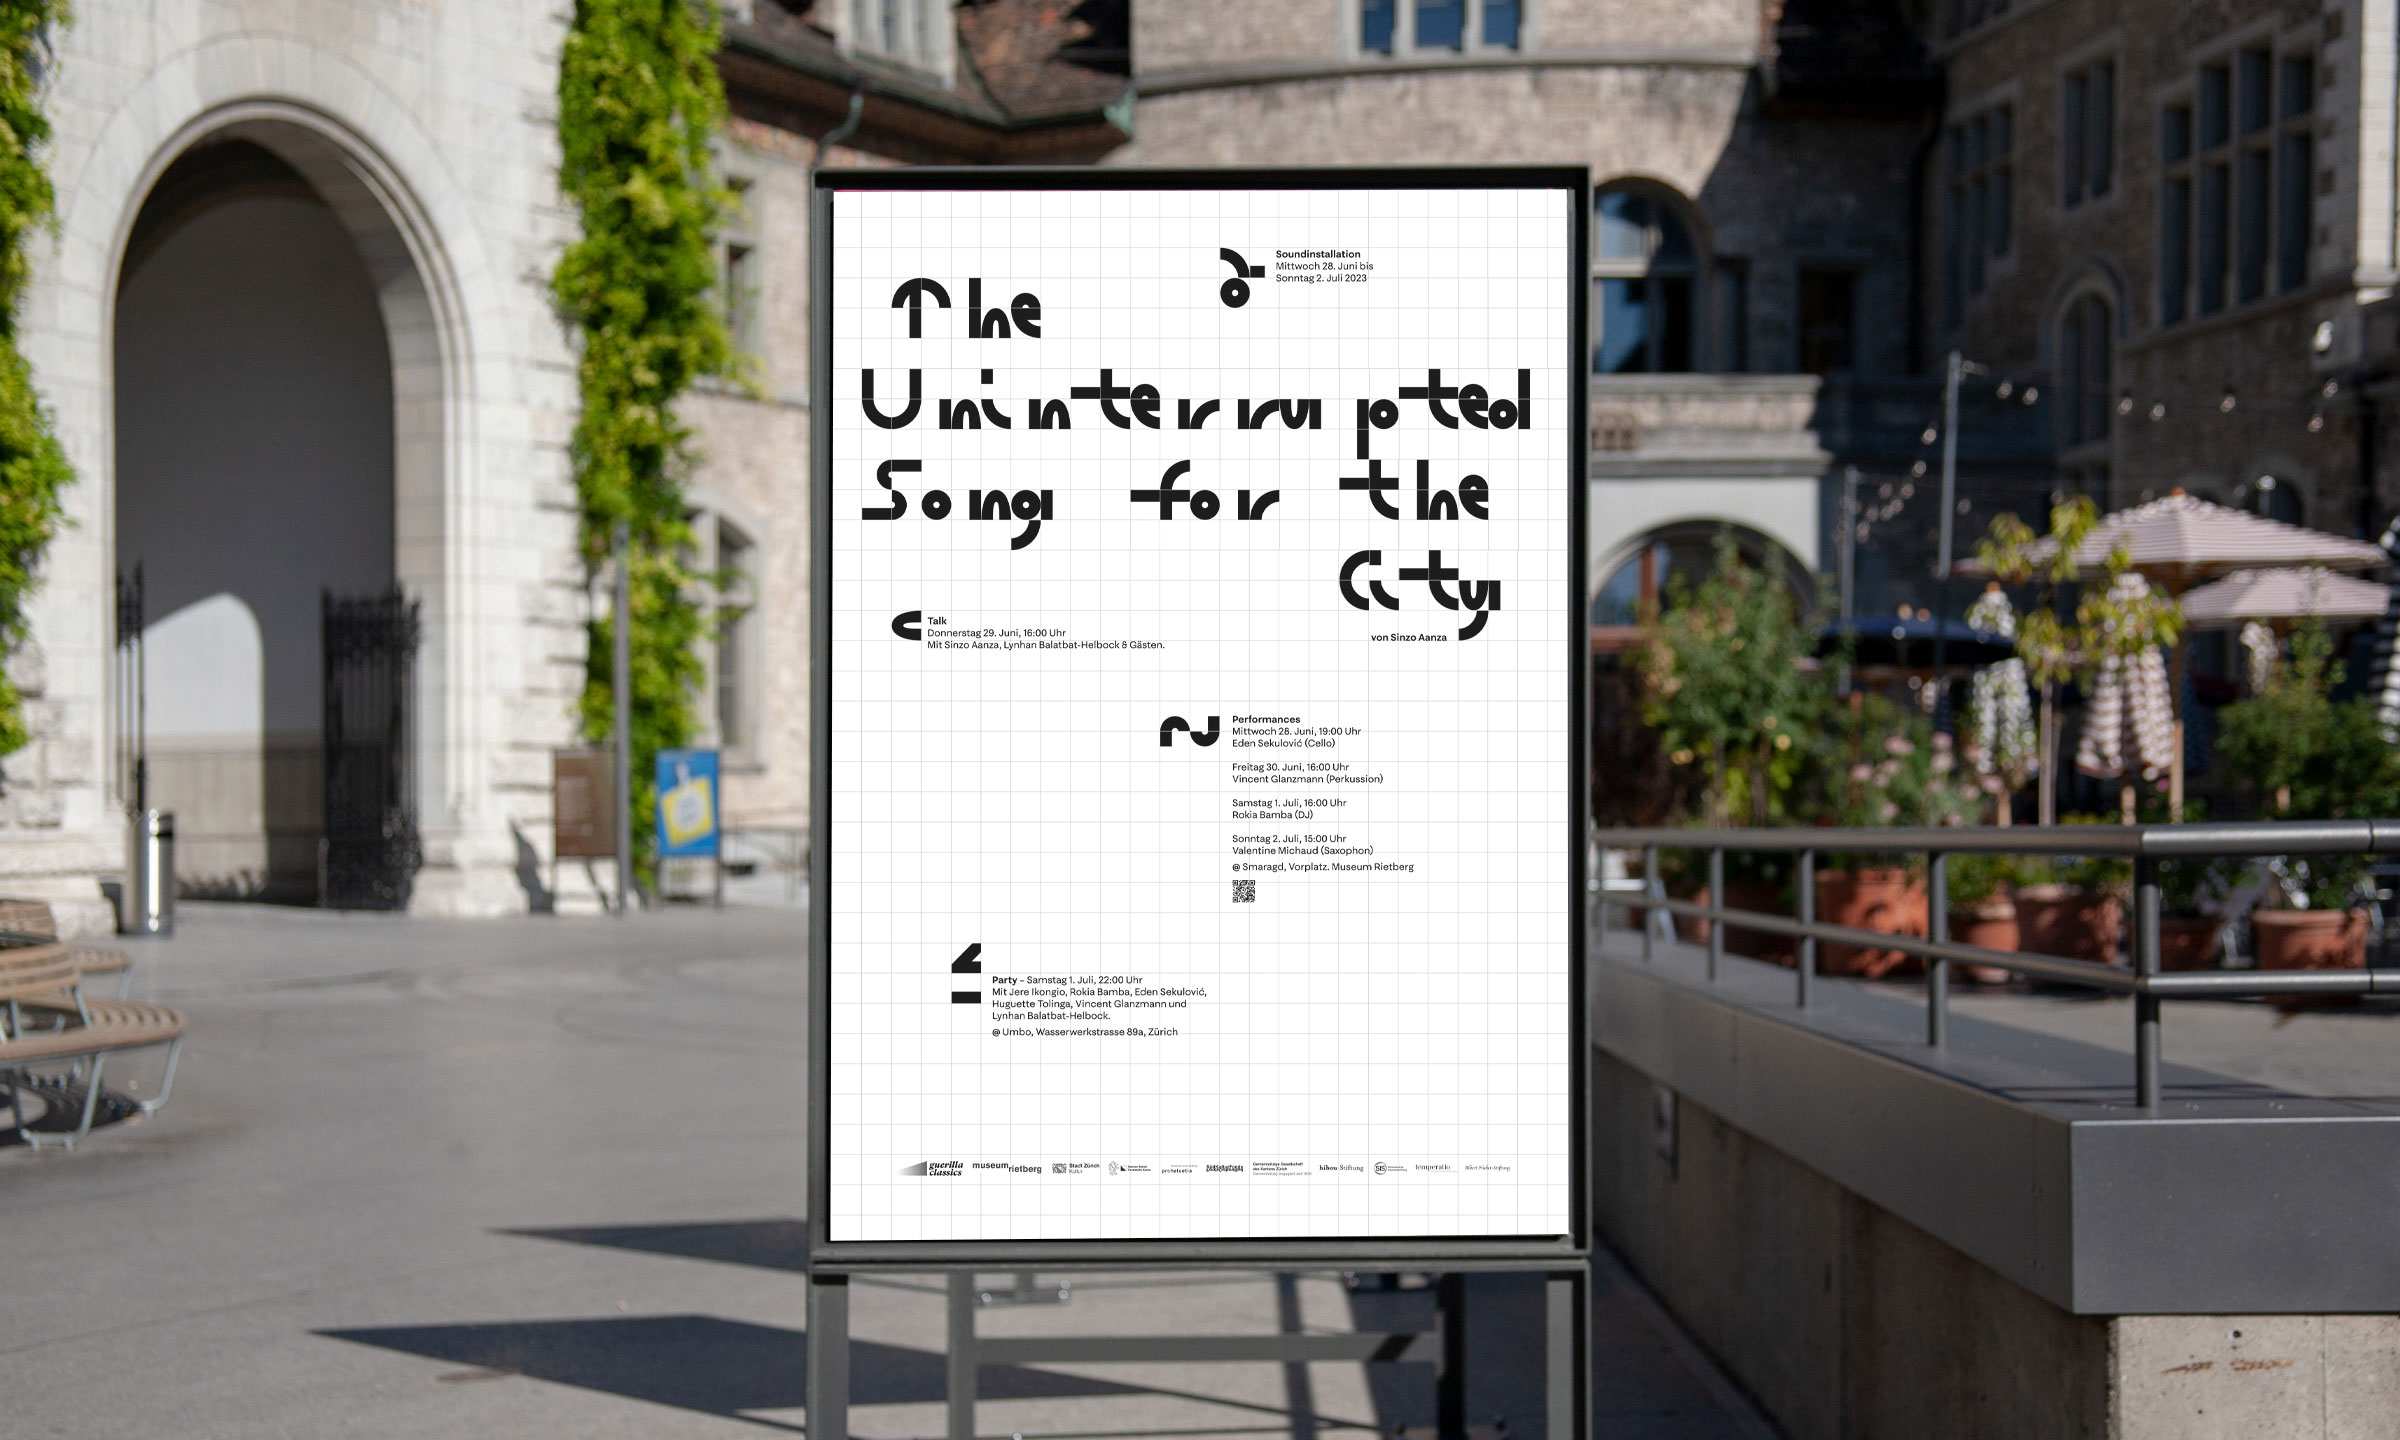 Soundinstallation
Mittwoch 28. Juni bis
Sonntag 2. Juli 2023
The
Uninterrupted
Song for the
City
von Sinzo Aanza
Talk
Donnerstag 29. Juni, 16:00 Uhr
Mit Sinzo Aanza, Lynhan Balatbat-Helbock & Gästen.
Performances
Mittwoch 28. Juni, 19:00 Uhr
Eden Sekulović (Cello)
Freitag 30. Juni, 16:00 Uhr
Vincent Glanzmann (Perkussion)
Samstag 1. Juli, 16:00 Uhr
Rokia Bamba (DJ)
Sonntag 2. Juli, 15:00 Uhr
Valentine Michaud (Saxophon)
@ Smaragd, Vorplatz. Museum Rietberg
Party – Samstag 1. Juli, 22:00 Uhr
Mit Jere Ikongio, Rokia Bamba, Eden Sekulović,
Huguette Tolinga, Vincent Glanzmann und
Lynhan Balatbat-Helbock.
@ Umbo, Wasserwerkstrasse 89a, Zürich
guerilla classics museum rietberg Stadt Zürich Kultur prohelvetia Gemeinnützige Gesellschaft des Kantons Zürich hibou-Stiftung SIS temperatio